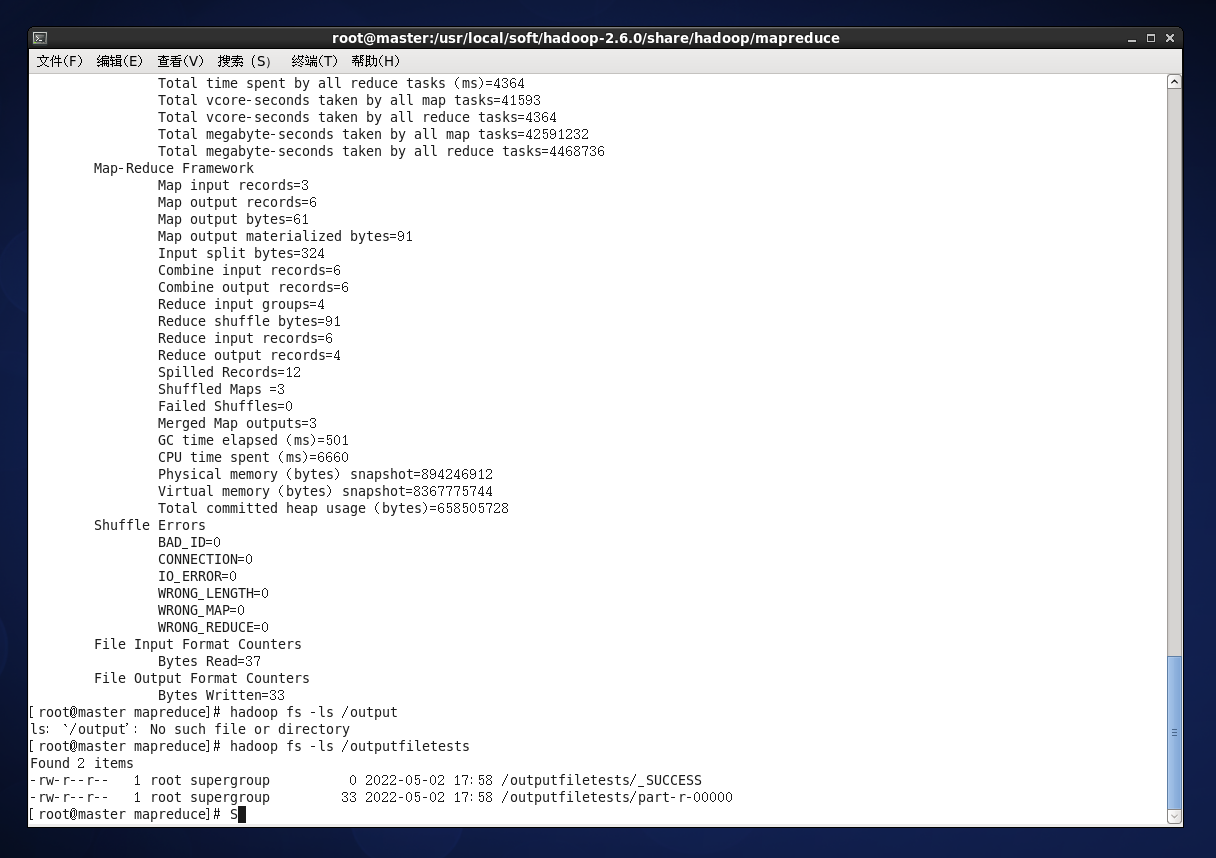 root@master:/usr/local/soft/hadoop-2.6.0/share/hadoop/mapreduce
文件(F) 编辑(E) 查看(V) 搜索 (S) 终端(T) 帮助(H)
Total time spent by all reduce tasks (ms)=4364
Total vcore-seconds taken by all map tasks=41593
Total vcore-seconds taken by all reduce tasks=4364
Total megabyte-seconds taken by all map tasks=42591232
Total megabyte-seconds taken by all reduce tasks=4468736
Map-Reduce Framework
Map input records=3
Map output records=6
Map output bytes=61
Map output materialized bytes=91
Input split bytes=324
Combine input records=6
Combine output records=6
Reduce input groups=4
Reduce shuffle bytes=91
Reduce input records=6
Reduce output records=4
Spilled Records=12
Shuffled Maps =3
Failed Shuffles=0
Merged Map outputs=3
GC time elapsed (ms)=501
CPU time spent (ms)=6660
Physical memory (bytes) snapshot=894246912
Virtual memory (bytes) snapshot=8367775744
Total committed heap usage (bytes)=658505728
Shuffle Errors
BAD_ID=0
CONNECTION=0
IO_ERROR=0
WRONG_LENGTH=0
WRONG_MAP=0
WRONG_REDUCE=0
File Input Format Counters
Bytes Read=37
File Output Format Counters
Bytes Written=33
[root@master mapreduce]# hadoop fs -ls /output
ls: `/output': No such file or directory
[root@master mapreduce]# hadoop fs -ls /outputfiletests
Found 2 items
-rw-r--r--   1 root supergroup          0 2022-05-02 17:58 /outputfiletests/_SUCCESS
-rw-r--r--   1 root supergroup         33 2022-05-02 17:58 /outputfiletests/part-r-00000
[root@master mapreduce]# S